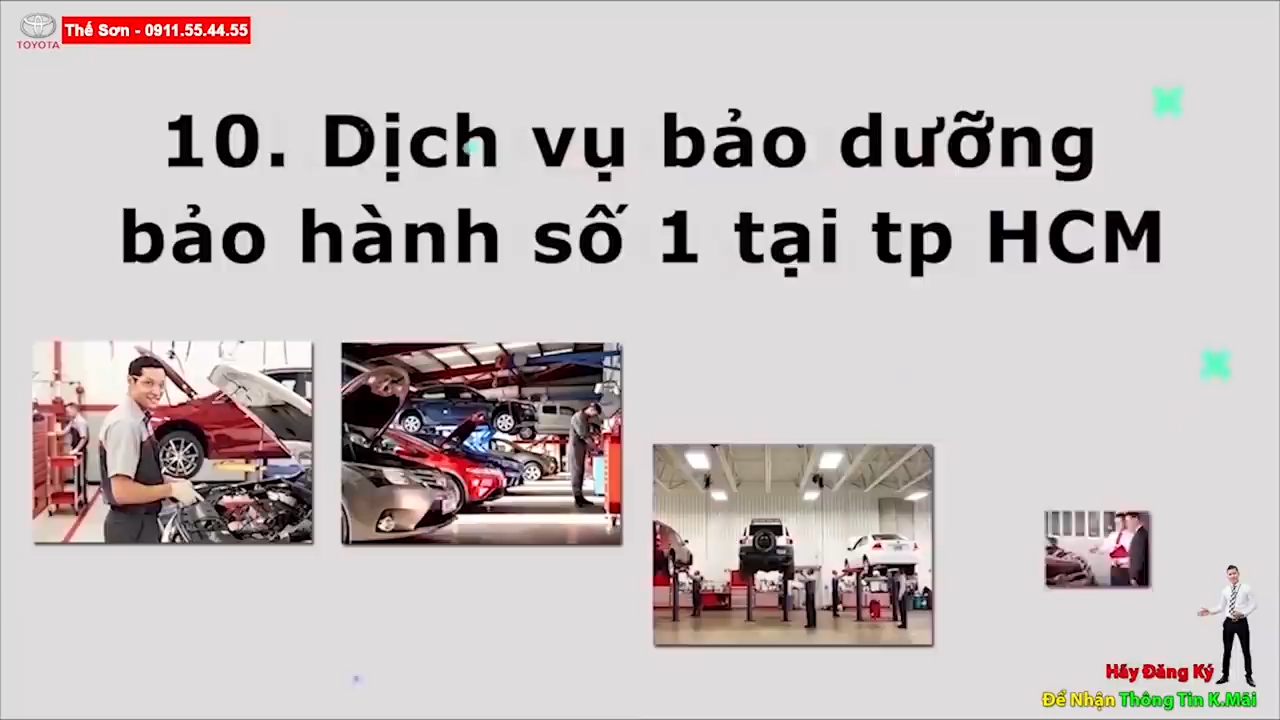 TOYOTA
Thế Sơn - 0911.55.44.55
10. Dịch vụ bảo dưỡng
bảo hành số 1 tại tp HCM
Hãy Đăng Ký
Để Nhận Thông Tin K.Mãi